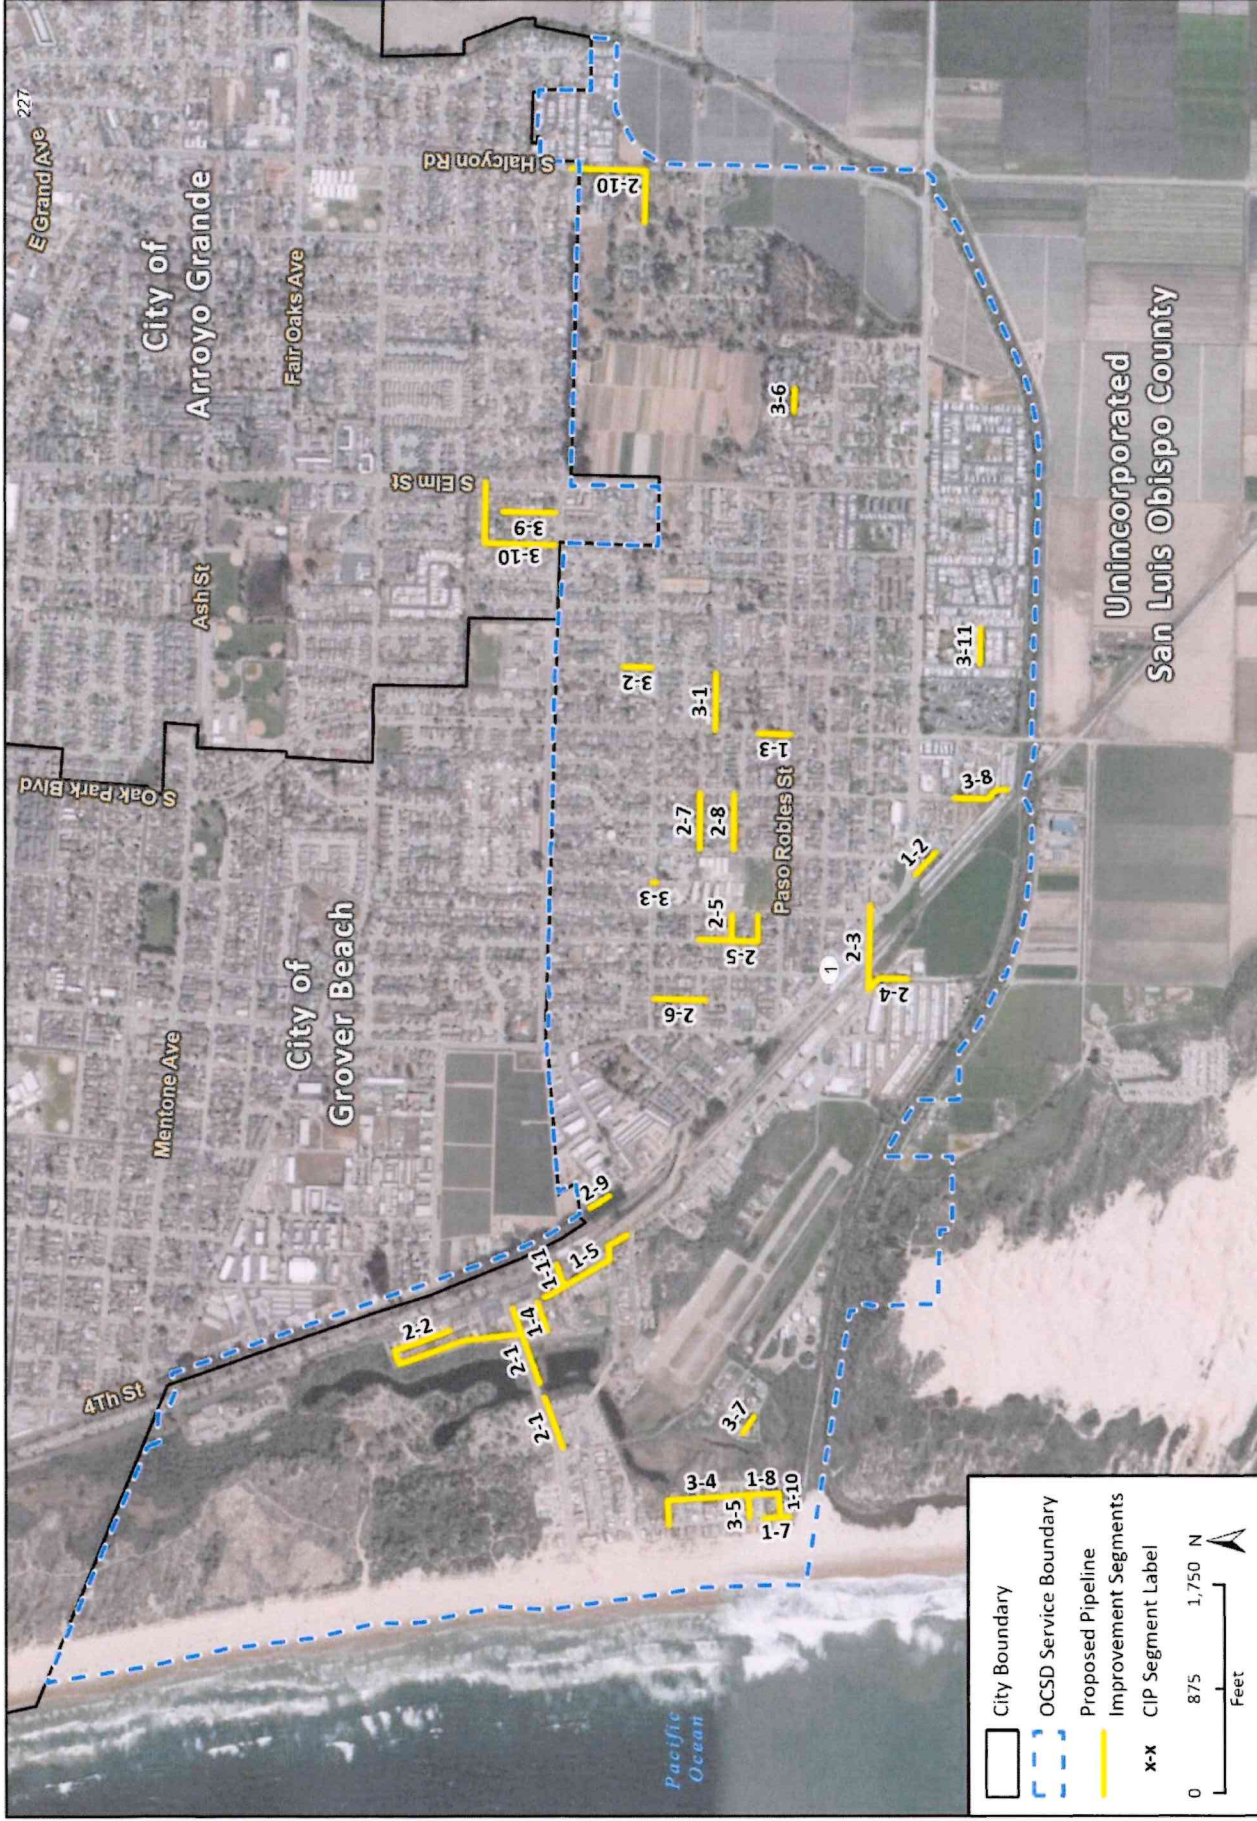 227
E Grand Ave
City of
Arroyo Grande
Fair Oaks Ave
S Halcyon Rd
2-10
S Elm St
3-9
3-10
3-6
Ash St
S Oak Park Blvd
3-2
3-1
1-3
3-11
Unincorporated
San Luis Obispo County
Paso Robles St
2-7
2-8
3-8
1-2
3-3
2-5
2-5
2-3
1
2-4
2-6
Mentone Ave
City of
Grover Beach
2-9
1-11
1-5
1-4
2-2
2-1
2-1
4Th St
3-7
3-4
1-8
3-5
1-10
1-7
Pacific
Ocean
City Boundary
OCSD Service Boundary
Proposed Pipeline
Improvement Segments
x-x CIP Segment Label
0 875 1,750 N
Feet